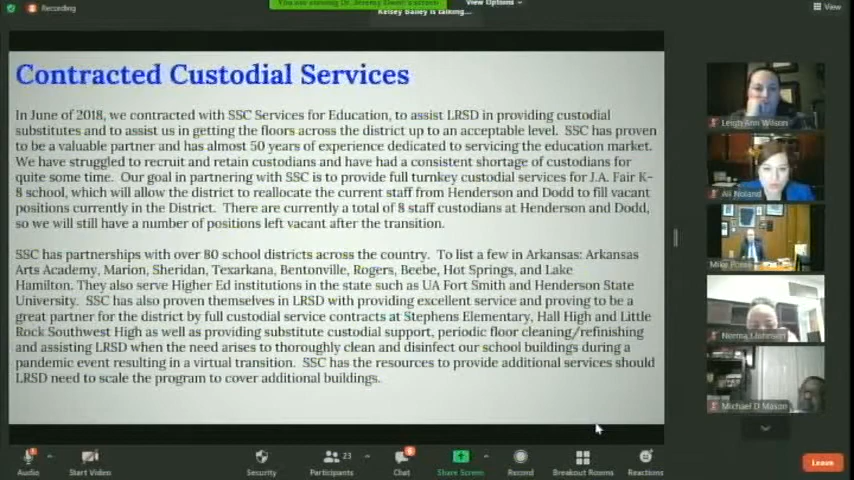 Recording
Kelsey Bailey is talking...
View Options
View
Contracted Custodial Services
In June of 2018, we contracted with SSC Services for Education, to assist LRSD in providing custodial
substitutes and to assist us in getting the floors across the district up to an acceptable level. SSC has proven
to be a valuable partner and has almost 50 years of experience dedicated to servicing the education market.
We have struggled to recruit and retain custodians and have had a consistent shortage of custodians for
quite some time. Our goal in partnering with SSC is to provide full turnkey custodial services for J.A. Fair K-
8 school, which will allow the district to reallocate the current staff from Henderson and Dodd to fill vacant
positions currently in the District. There are currently a total of 8 staff custodians at Henderson and Dodd,
so we will still have a number of positions left vacant after the transition.
SSC has partnerships with over 80 school districts across the country. To list a few in Arkansas: Arkansas
Arts Academy, Marion, Sheridan, Texarkana, Bentonville, Rogers, Beebe, Hot Springs, and Lake
Hamilton. They also serve Higher Ed institutions in the state such as UA Fort Smith and Henderson State
University. SSC has also proven themselves in LRSD with providing excellent service and proving to be a
great partner for the district by full custodial service contracts at Stephens Elementary, Hall High and Little
Rock Southwest High as well as providing substitute custodial support, periodic floor cleaning/refinishing
and assisting LRSD when the need arises to thoroughly clean and disinfect our school buildings during a
pandemic event resulting in a virtual transition. SSC has the resources to provide additional services should
LRSD need to scale the program to cover additional buildings.
Leigh Ann Wilson
Ali Noland
Mike
Norma
Michael D Mason
Audio
Start Video
Security
Participants
23
Chat
Share Screen
Record
Breakout Rooms
Reactions
Leave